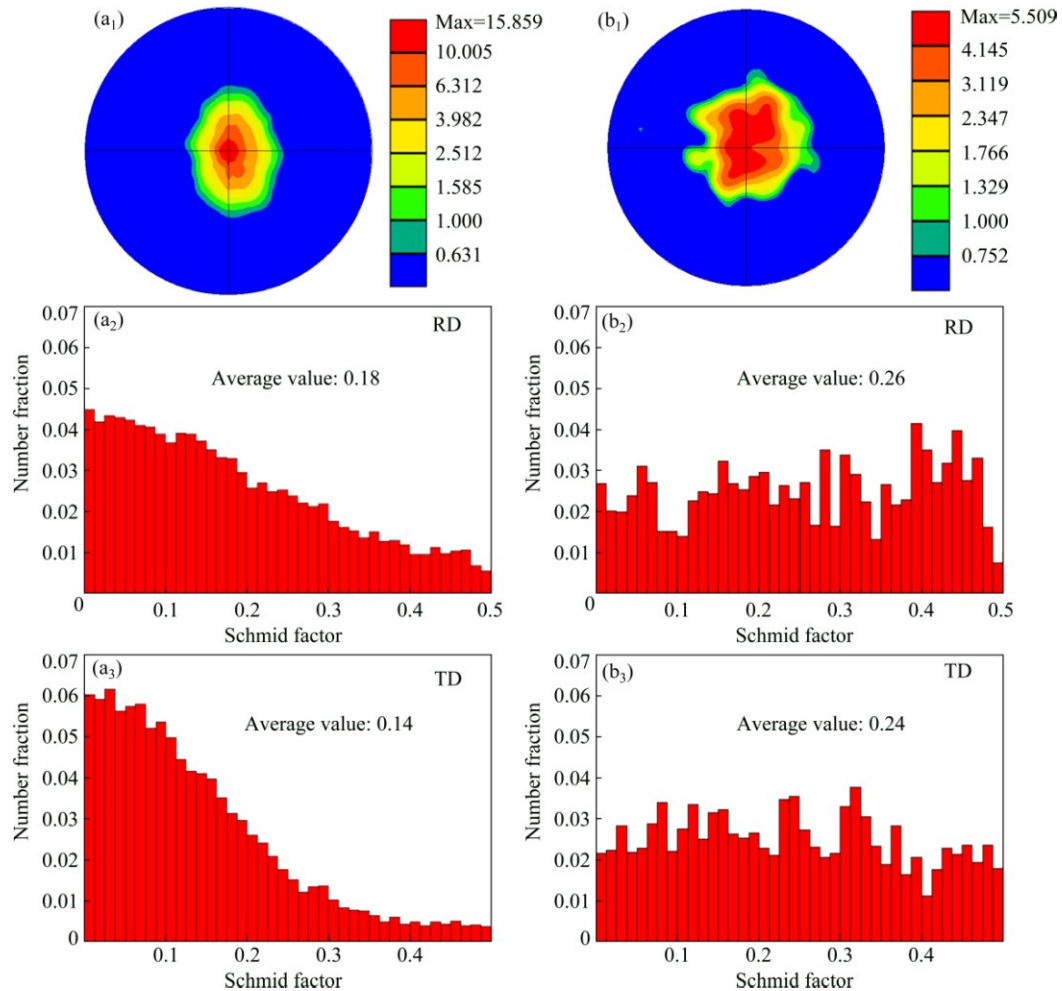 (a₁)
Max=15.859
10.005
6.312
3.982
2.512
1.585
1.000
0.631
(b₁)
Max=5.509
4.145
3.119
2.347
1.766
1.329
1.000
0.752
(a₂)
RD
Average value: 0.18
Number fraction
0.07
0.06
0.05
0.04
0.03
0.02
0.01
0
0.1
0.2
0.3
0.4
0.5
Schmid factor
(b₂)
RD
Average value: 0.26
Number fraction
0.07
0.06
0.05
0.04
0.03
0.02
0.01
0
0.1
0.2
0.3
0.4
0.5
Schmid factor
(a₃)
TD
Average value: 0.14
Number fraction
0.07
0.06
0.05
0.04
0.03
0.02
0.01
0
0.1
0.2
0.3
0.4
Schmid factor
(b₃)
TD
Average value: 0.24
Number fraction
0.07
0.06
0.05
0.04
0.03
0.02
0.01
0
0.1
0.2
0.3
0.4
Schmid factor